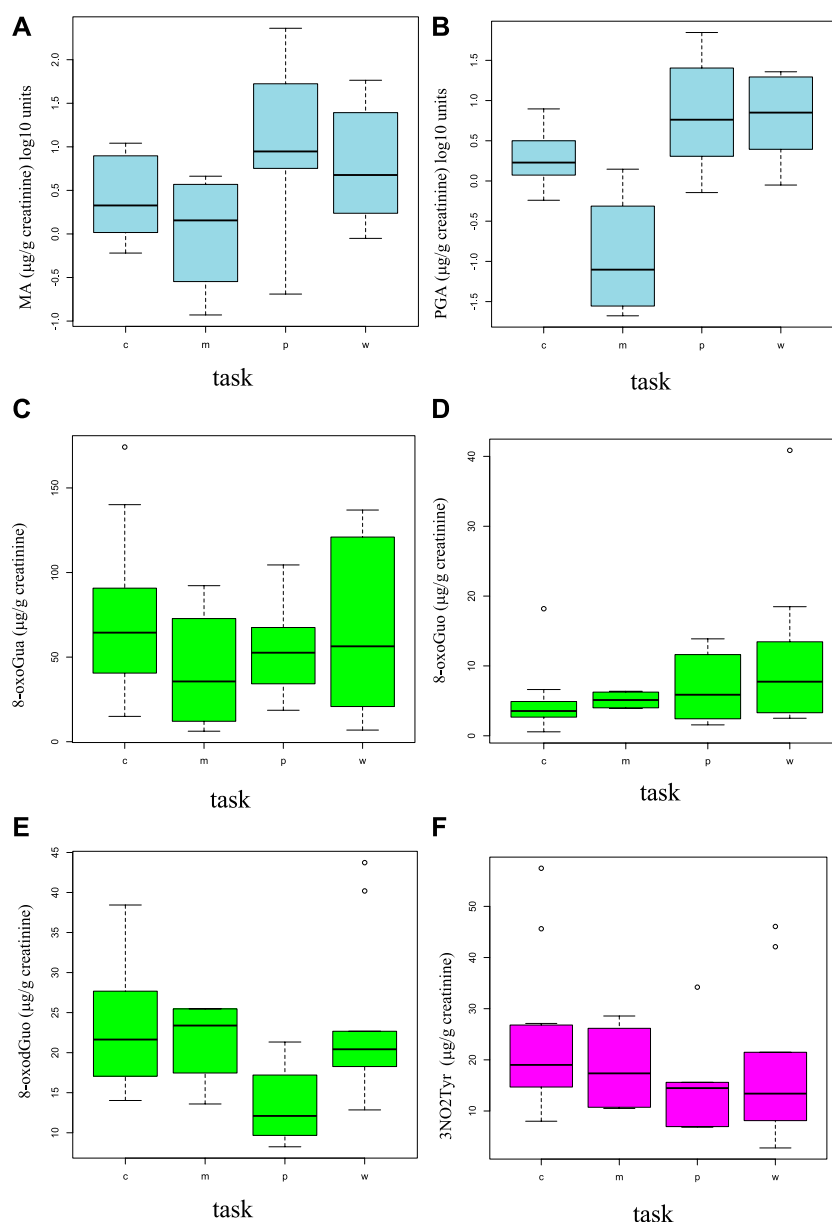 A
MA (µg/g creatinine) log10 units
2.0
1.5
1.0
0.5
0.0
-0.5
-1.0
c m p w
task
B
PGA (µg/g creatinine) log10 units
1.5
1.0
0.5
0.0
-0.5
-1.0
-1.5
c m p w
task
C
8-oxoGua (µg/g creatinine)
150
100
50
0
c m p w
task
D
8-oxoGuo (µg/g creatinine)
40
30
20
10
0
c m p w
task
E
8-oxodGuo (µg/g creatinine)
45
40
35
30
25
20
15
10
c m p w
task
F
3NO2Tyr (µg/g creatinine)
50
40
30
20
10
c m p w
task